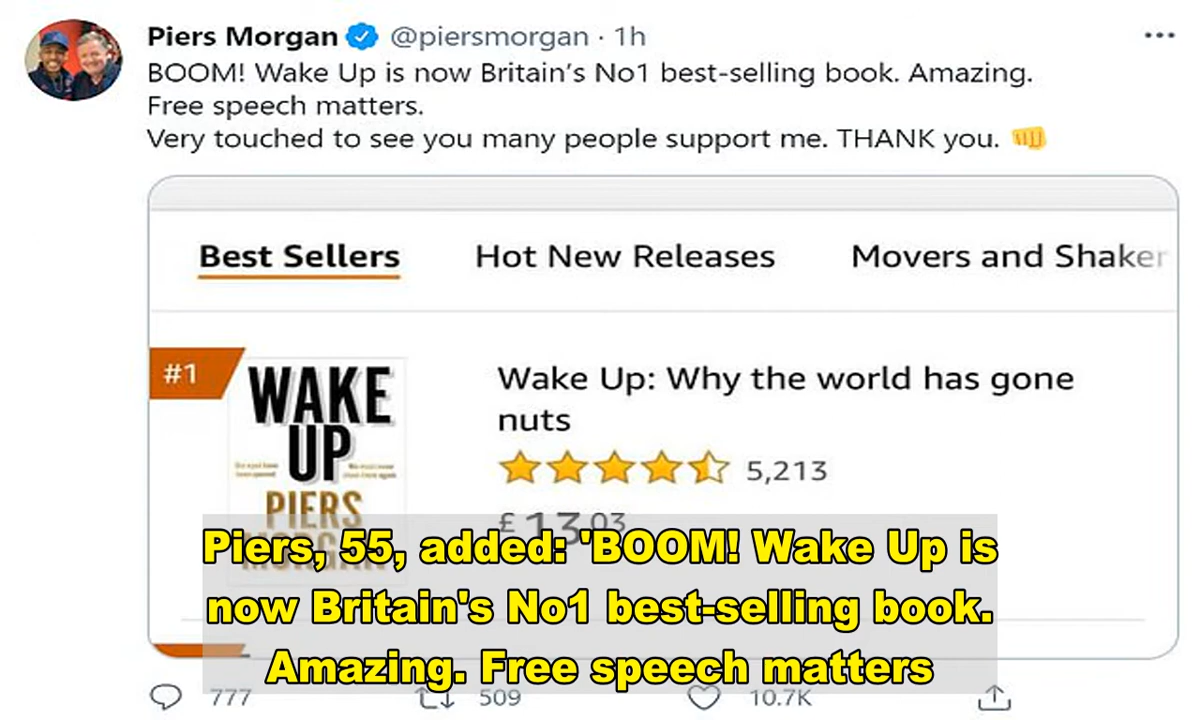 Piers Morgan @piersmorgan · 1h
BOOM! Wake Up is now Britain's No1 best-selling book. Amazing.
Free speech matters.
Very touched to see you many people support me. THANK you. 👊
Best Sellers Hot New Releases Movers and Shaker
#1
WAKE
UP
PIERS
Wake Up: Why the world has gone
nuts
5,213
£13.03
Piers, 55, added: 'BOOM! Wake Up is
now Britain's No1 best-selling book.
Amazing. Free speech matters
777 509 10.7K